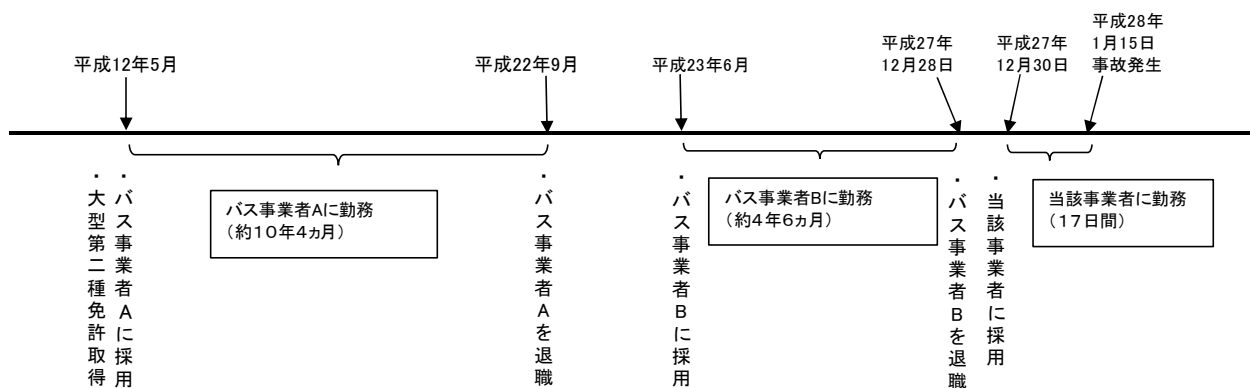 平成12年5月
平成22年9月
平成23年6月
平成27年
12月28日
平成27年
12月30日
平成28年
1月15日
事故発生
・大型第二種免許取得
・バス事業者Aに採用
バス事業者Aに勤務
(約10年4ヵ月)
・バス事業者Aを退職
・バス事業者Bに採用
バス事業者Bに勤務
(約4年6ヵ月)
・バス事業者Bを退職
・当該事業者に採用
当該事業者に勤務
(17日間)